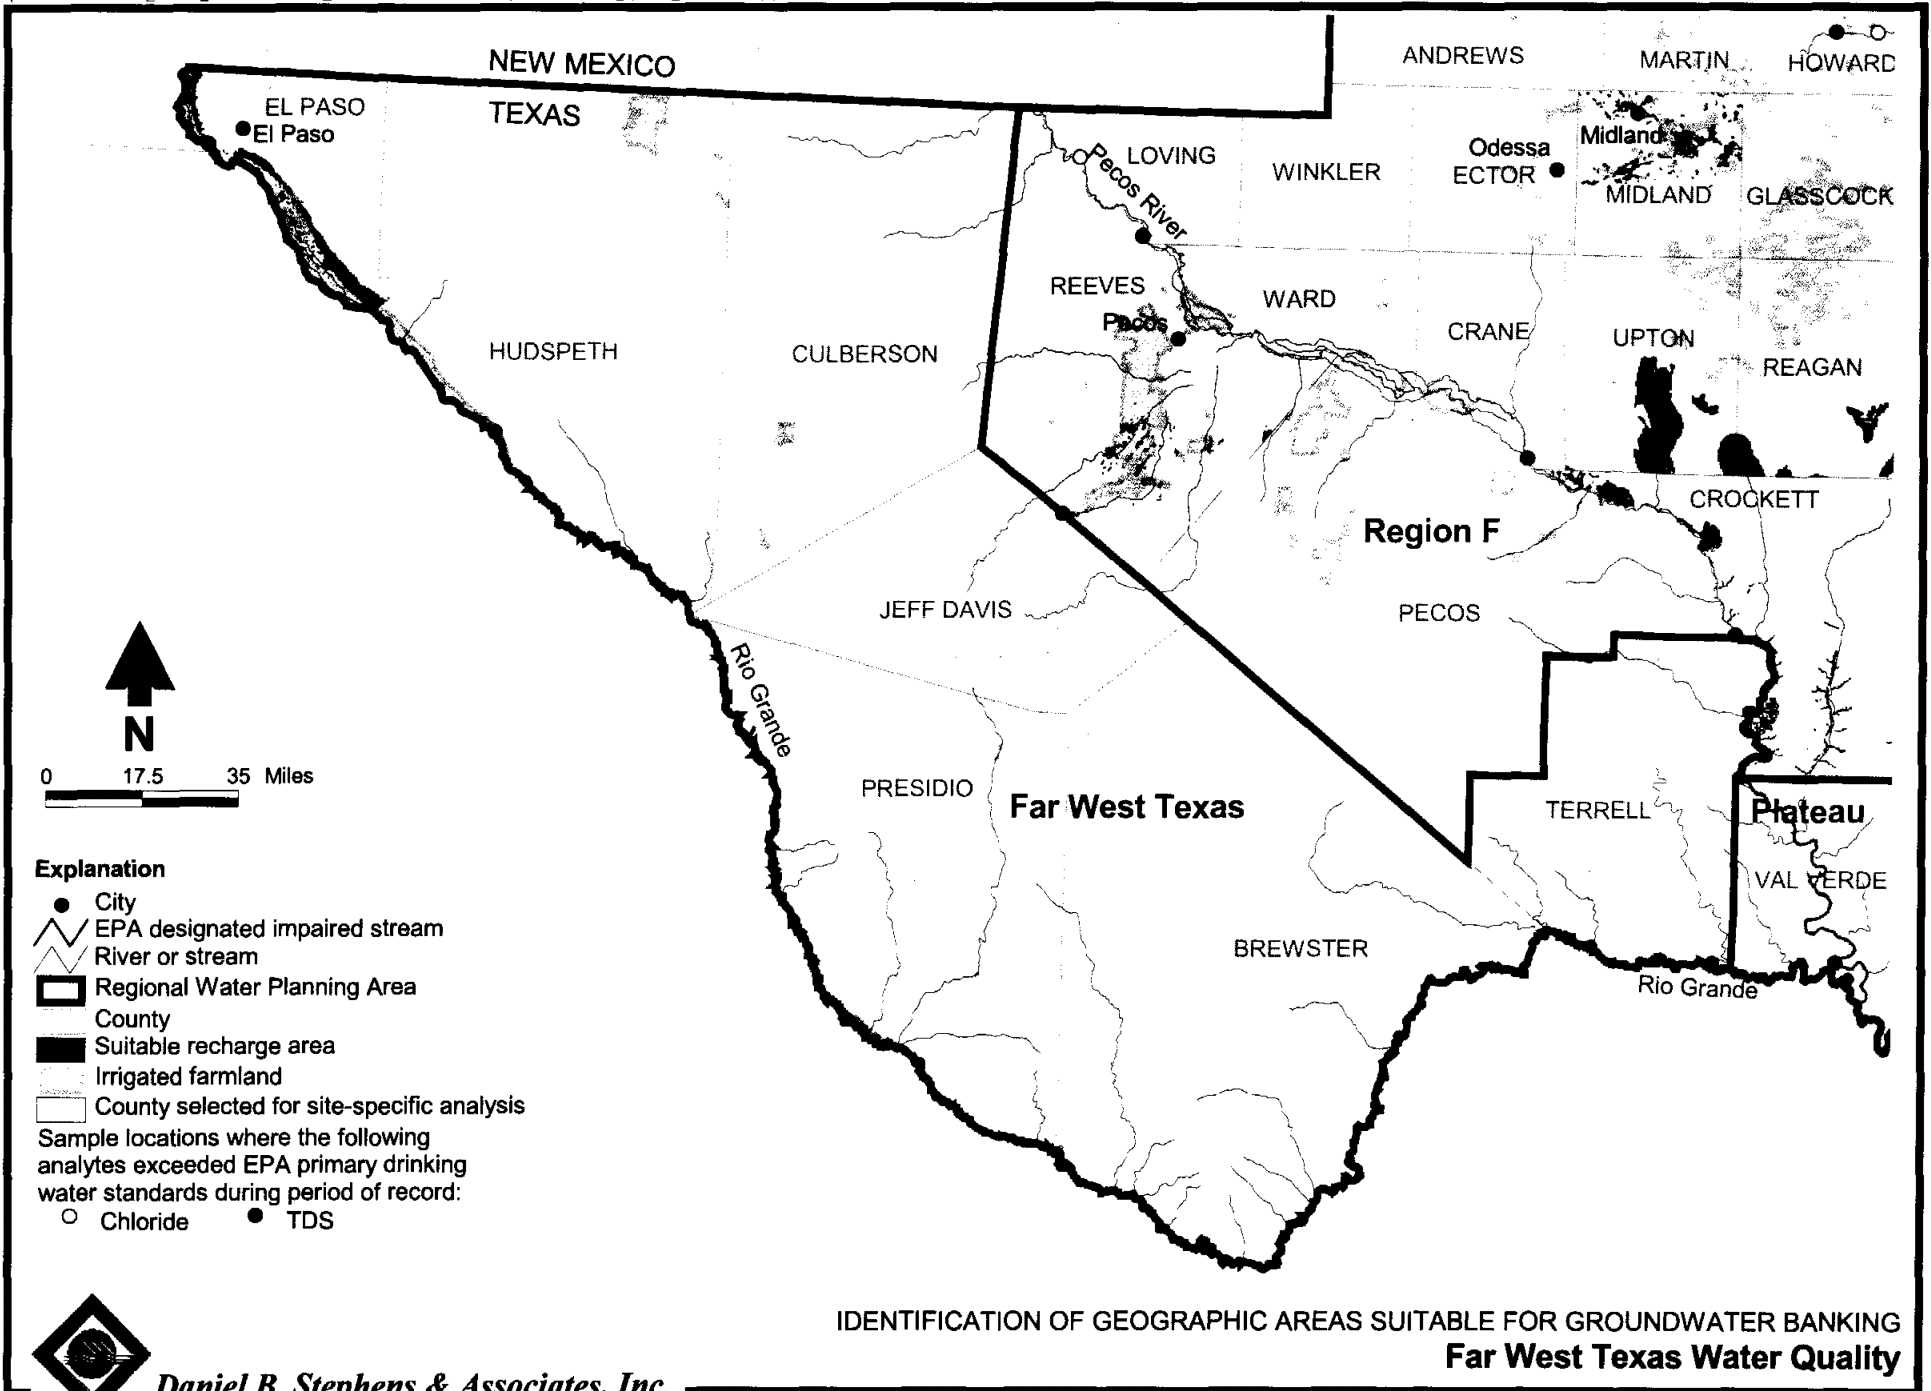 NEW MEXICO
TEXAS
ANDREWS
MARTIN
HOWARD
EL PASO
El Paso
Pecos River
LOVING
WINKLER
Odessa
ECTOR
Midland
MIDLAND
GLASSCOCK
REEVES
Pecos
WARD
CRANE
UPTON
REAGAN
HUDSPETH
CULBERSON
CROCKETT
Region F
JEFF DAVIS
PECOS
Rio Grande
N
0 17.5 35 Miles
PRESIDIO
Far West Texas
TERRELL
Plateau
VAL VERDE
BREWSTER
Rio Grande
Explanation
City
EPA designated impaired stream
River or stream
Regional Water Planning Area
County
Suitable recharge area
Irrigated farmland
County selected for site-specific analysis
Sample locations where the following
analytes exceeded EPA primary drinking
water standards during period of record:
Chloride TDS
IDENTIFICATION OF GEOGRAPHIC AREAS SUITABLE FOR GROUNDWATER BANKING
Far West Texas Water Quality
Daniel B. Stephens & Associates, Inc.